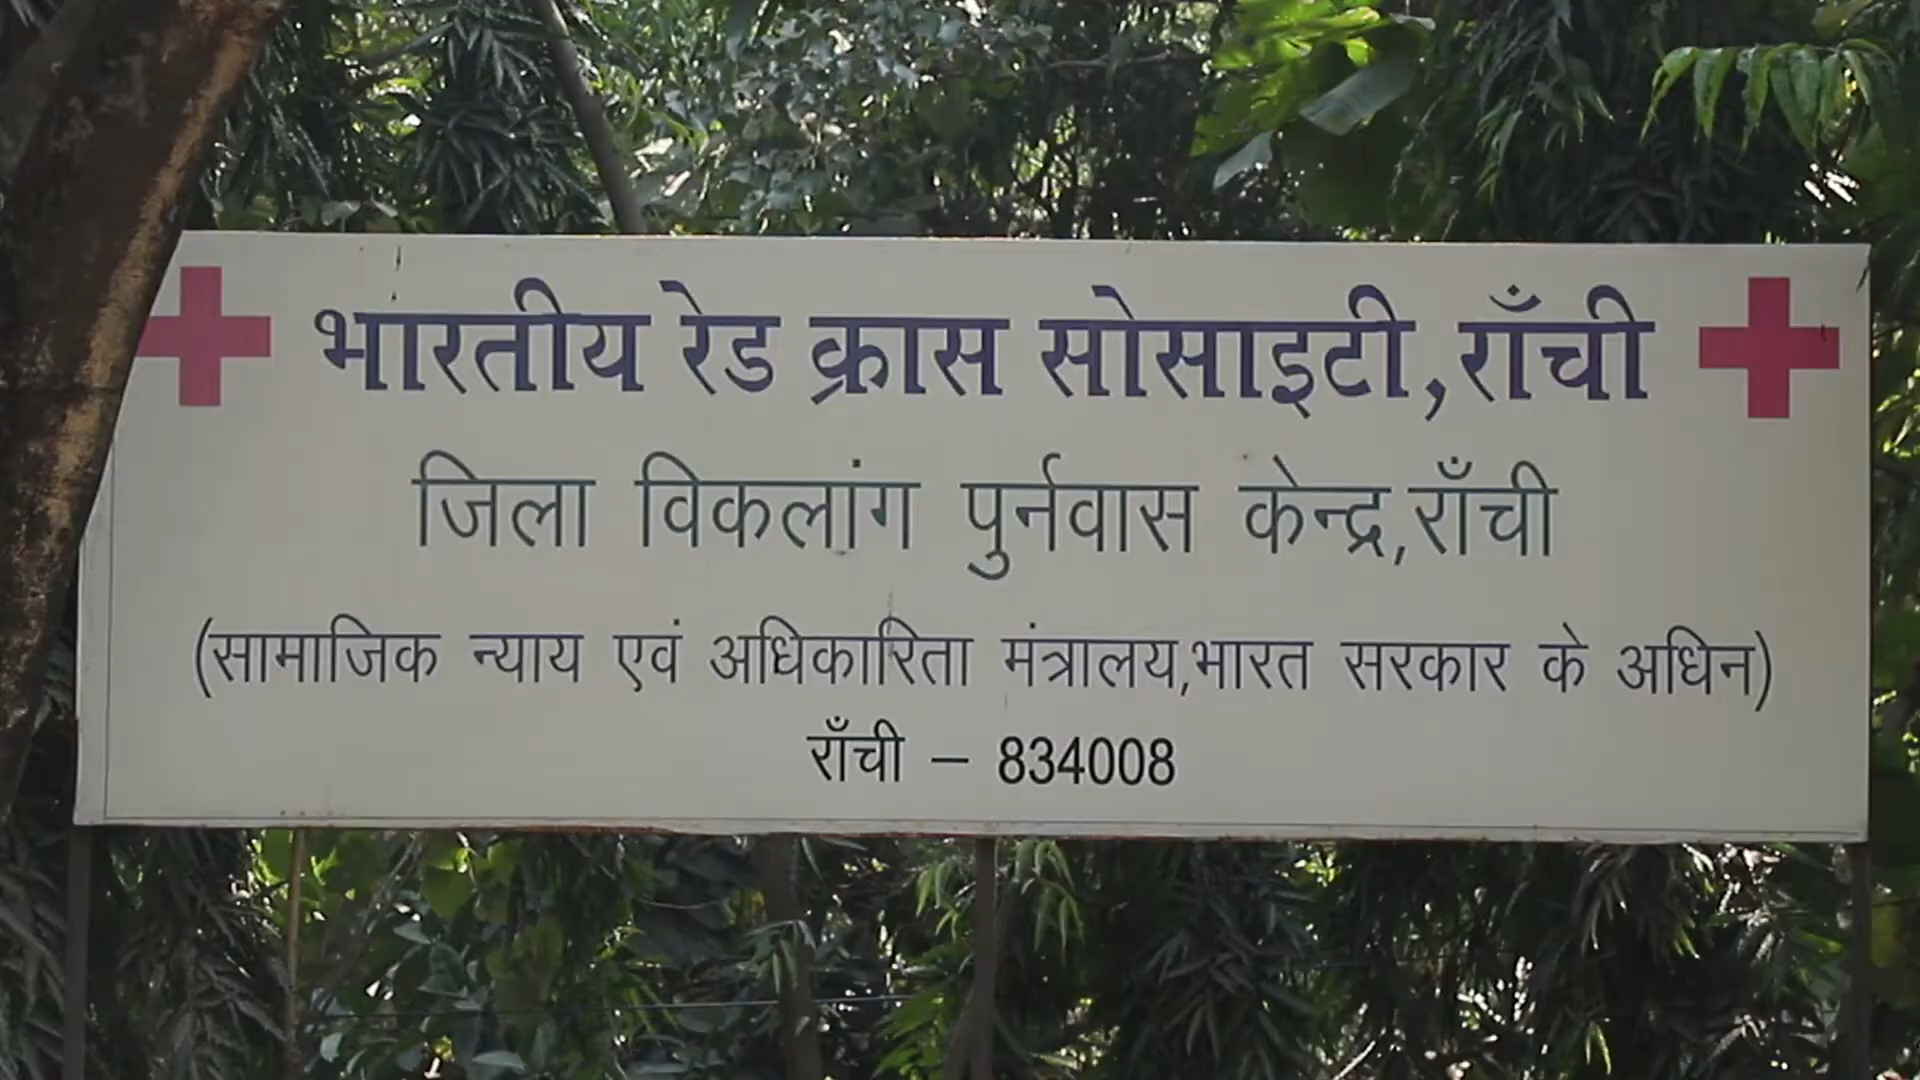 भारतीय रेड क्रास सोसाइटी,राँची
जिला विकलांग पुर्नवास केन्द्र,राँची
(सामाजिक न्याय एवं अधिकारिता मंत्रालय,भारत सरकार के अधिन)
राँची – 834008